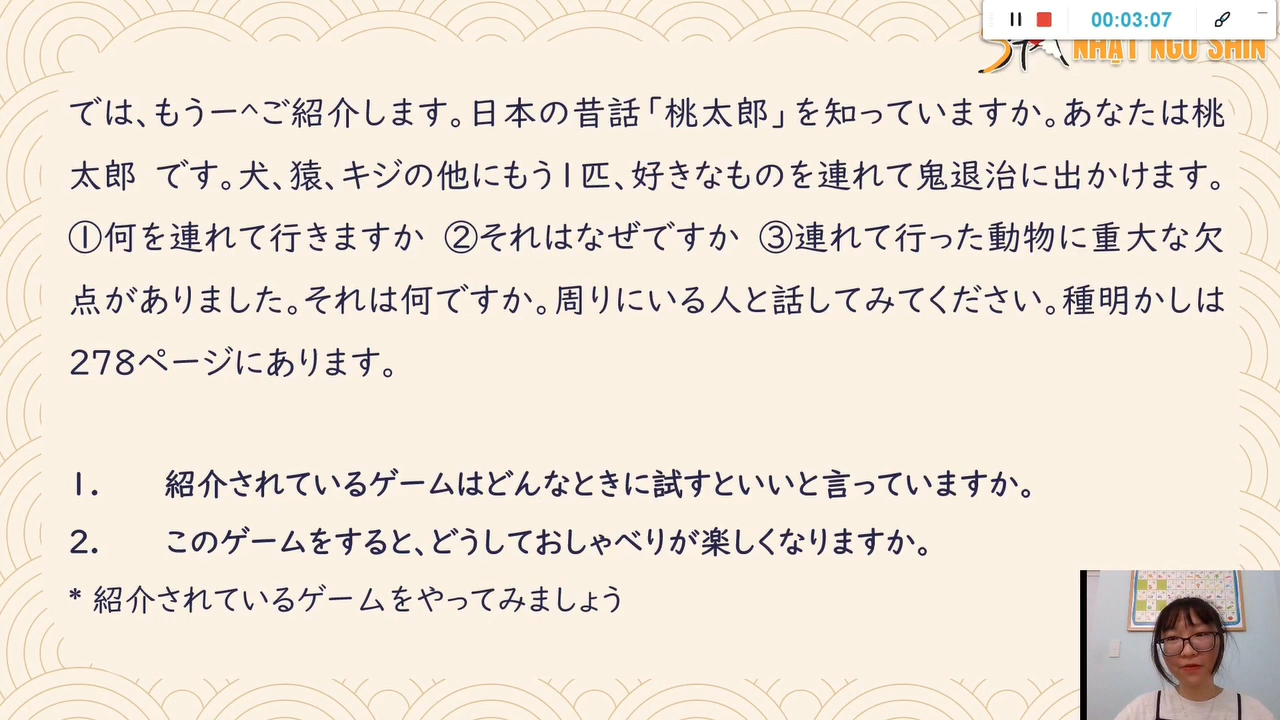 00:03:07
NHẬT NGỮ SHIN
では、もうーへご紹介します。日本の昔話「桃太郎」を知っていますか。あなたは桃
太郎 です。犬、猿、キジの他にもう1匹、好きなものを連れて鬼退治に出かけます。
①何を連れて行きますか ②それはなぜですか ③連れて行った動物に重大な欠
点がありました。それは何ですか。周りにいる人と話してみてください。種明かしは
278ページにあります。
1. 紹介されているゲームはどんなときに試すといいと言っていますか。
2. このゲームをすると、どうしておしゃべりが楽しくなりますか。
* 紹介されているゲームをやってみましょう